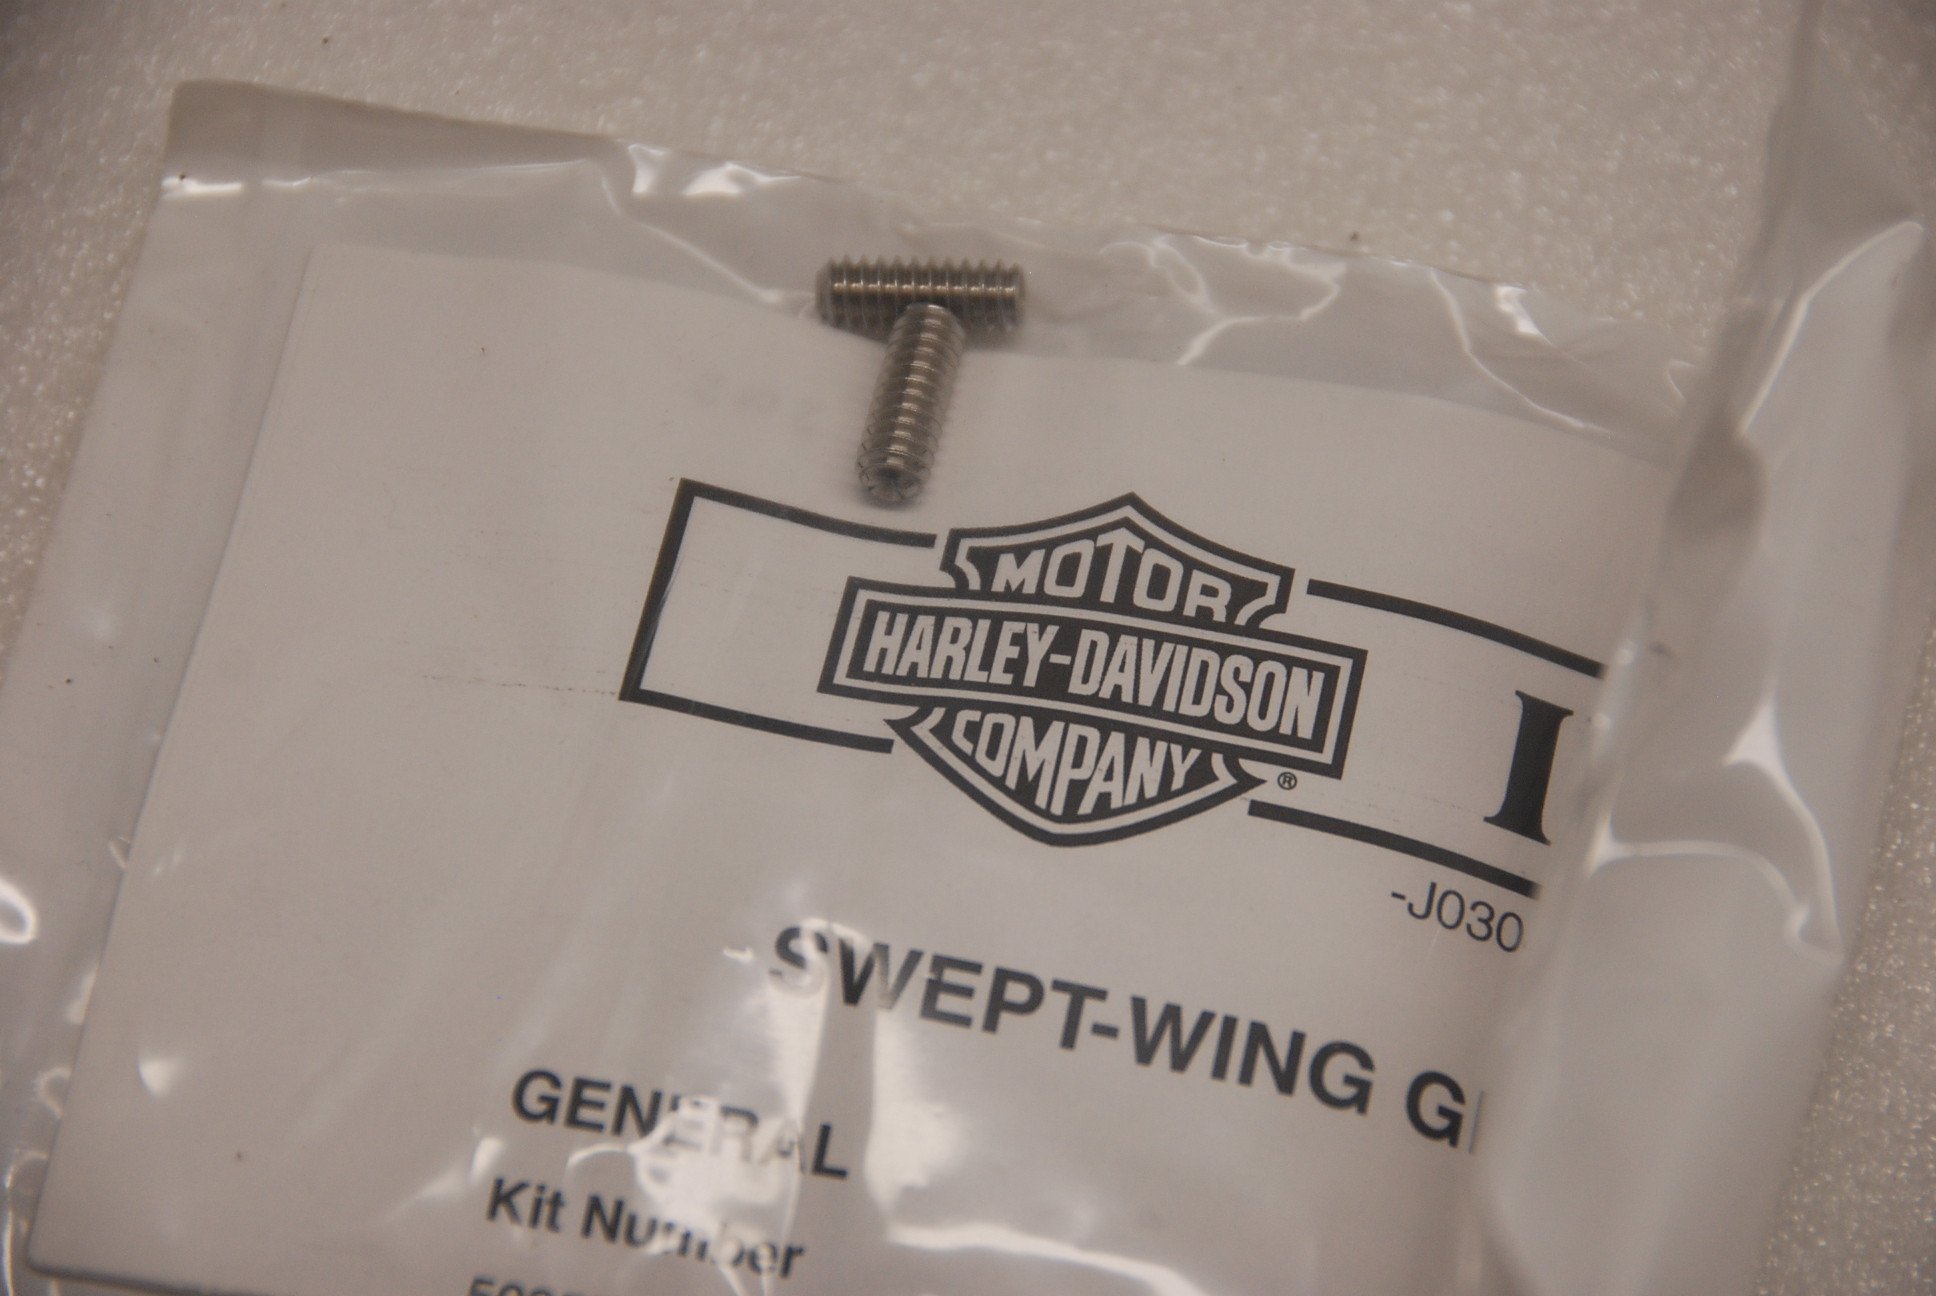 MOTOR
HARLEY-DAVIDSON
COMPANY
®
I
-J030
SWEPT-WING G
GENERAL
Kit Number